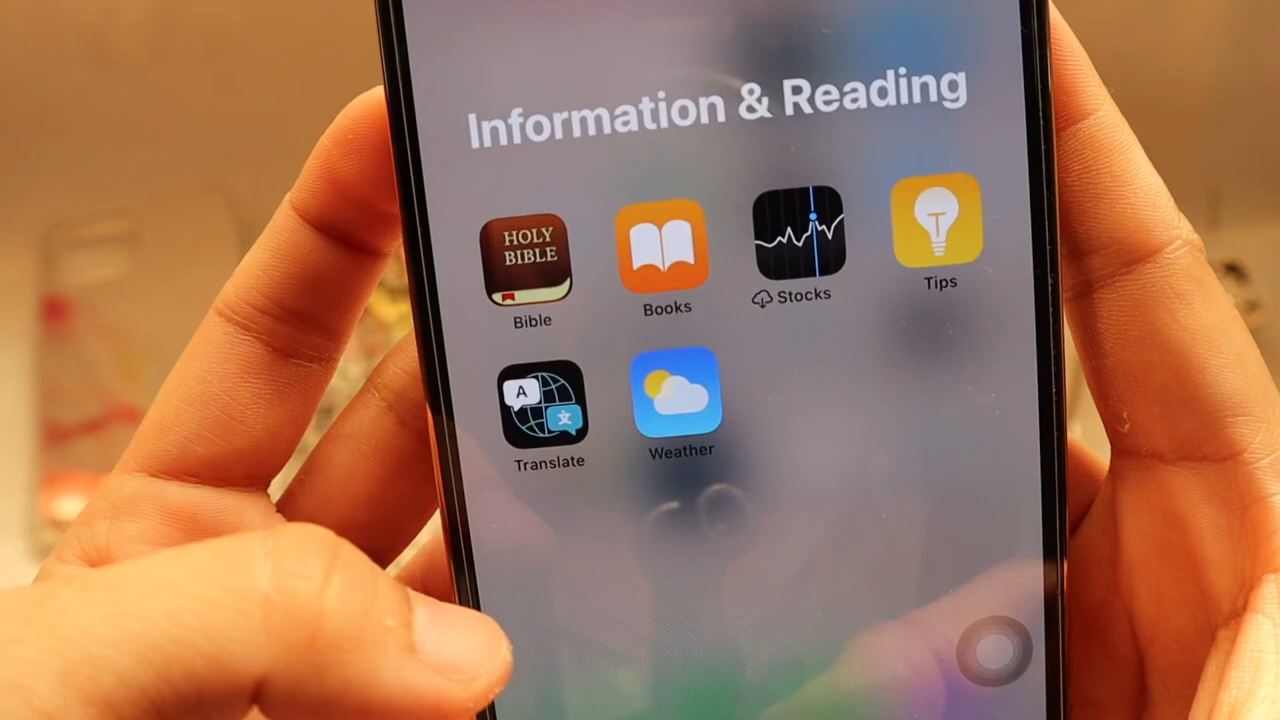 Information & Reading
HOLY
BIBLE
Bible
Books
Stocks
T
Tips
A
文
Translate
Weather